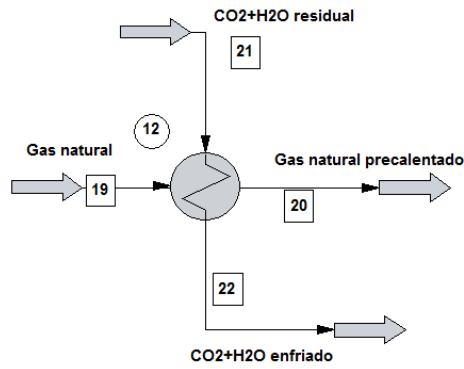 CO2+H2O residual
21
12
Gas natural
Gas natural precalentado
19
20
22
CO2+H2O enfriado